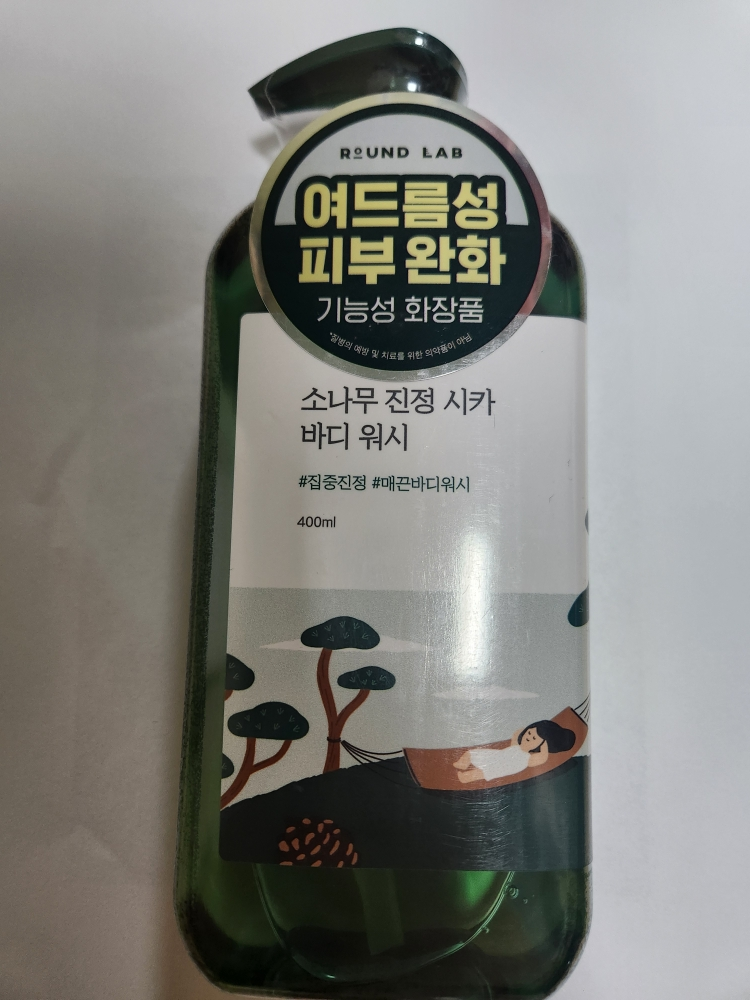 ROUND LAB
여드름성
피부 완화
기능성 화장품
*질병의 예방 및 치료를 위한 의약품이 아님
소나무 진정 시카
바디 워시
#집중진정 #매끈바디워시
400ml